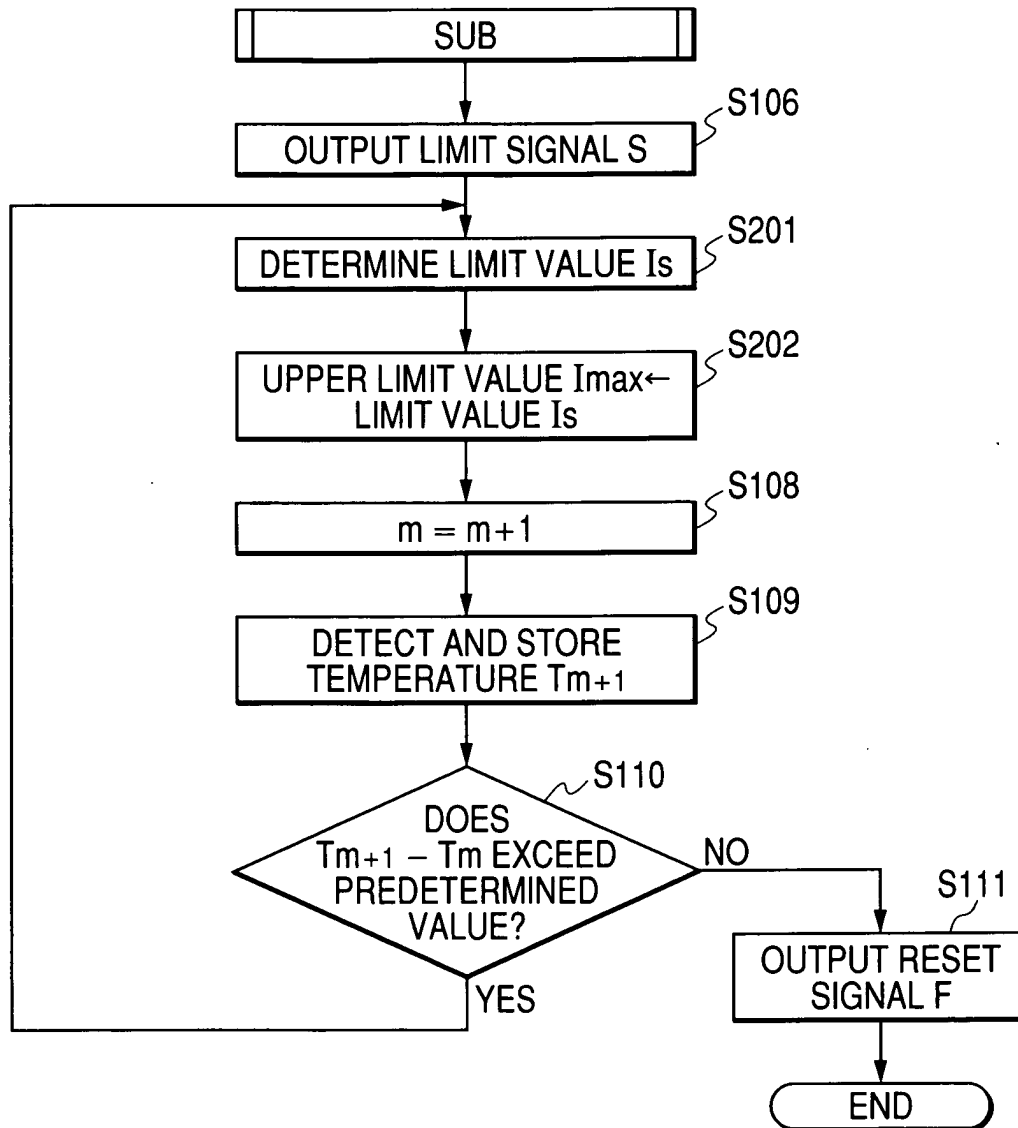 SUB
S106
OUTPUT LIMIT SIGNAL S
S201
DETERMINE LIMIT VALUE Is
S202
UPPER LIMIT VALUE Imax←
LIMIT VALUE Is
S108
m = m+1
S109
DETECT AND STORE
TEMPERATURE Tm+1
S110
DOES
Tm+1 – Tm EXCEED
PREDETERMINED
VALUE?
NO
YES
S111
OUTPUT RESET
SIGNAL F
END